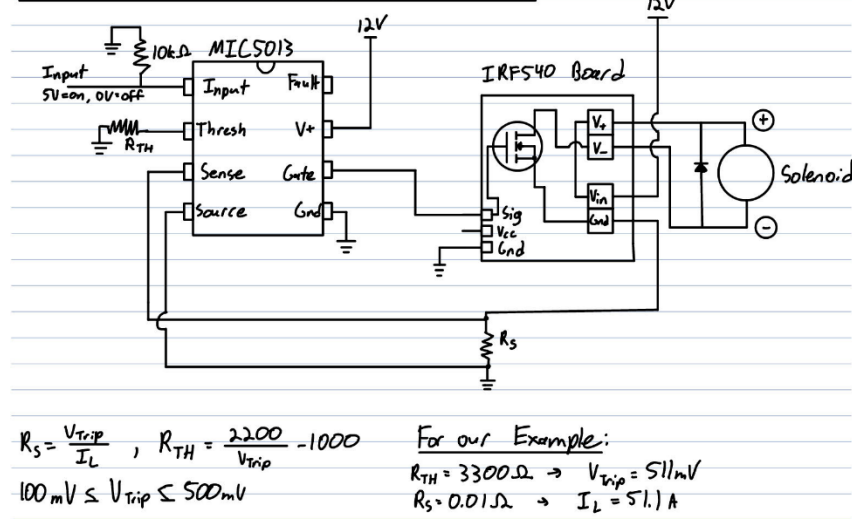 12V
12V
10kΩ
MIC5013
Input
5V=on, 0V=off
Input
Fault
Thresh
V+
R_TH
Sense
Gate
Source
Gnd
IRF540 Board
V+
V-
Vin
Gnd
Sig
Vcc
Gnd
+
Solenoid
-
R_S
R_S = V_Trip / I_L , R_TH = 2200 / V_Trip - 1000
100 mV ≤ V_Trip ≤ 500mV
For our Example:
R_TH = 3300Ω → V_Trip = 511mV
R_S = 0.01Ω → I_L = 51.1 A